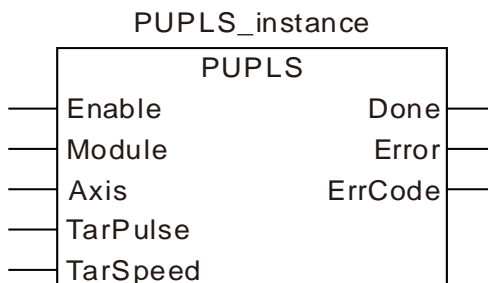 PUPLS_instance
PUPLS
Enable Done
Module Error
Axis ErrCode
TarPulse
TarSpeed